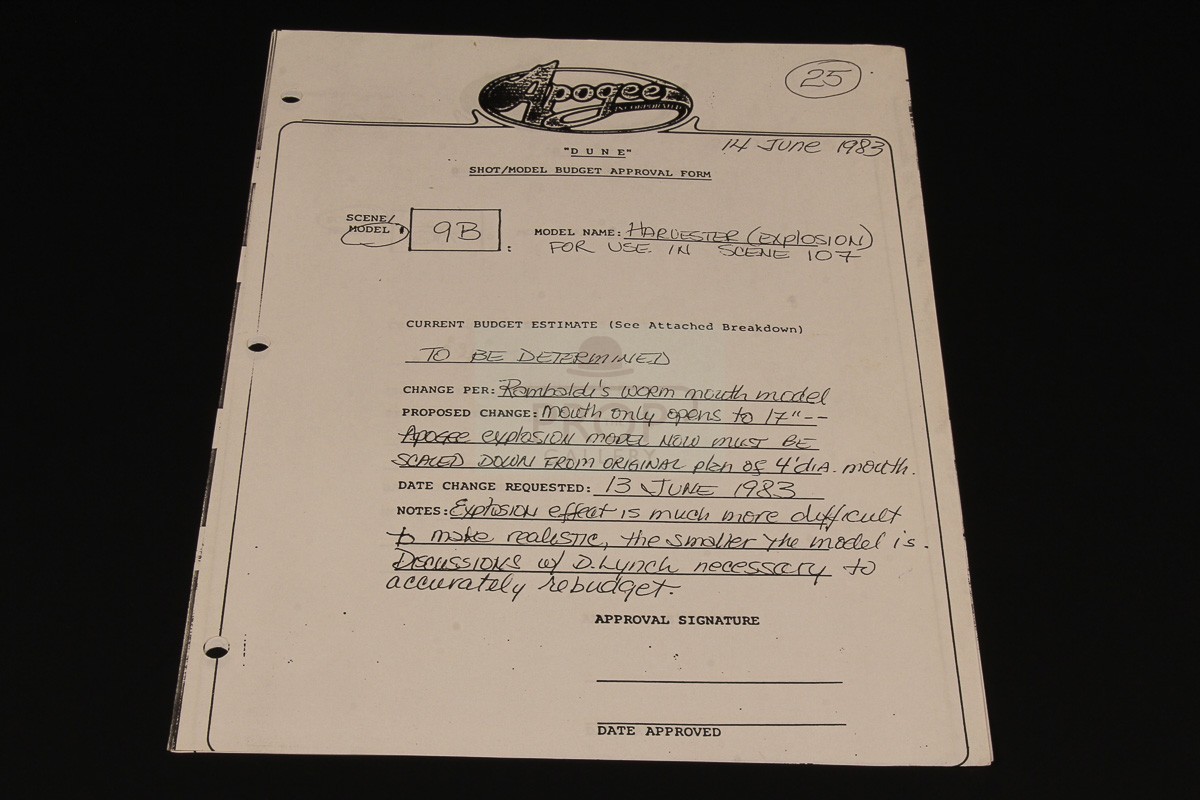 Apogee
INCORPORATED
25
14 June 1983
"DUNE"
SHOT/MODEL BUDGET APPROVAL FORM
SCENE/
MODEL
9B
:
MODEL NAME: HARVESTER (EXPLOSION)
FOR USE IN SCENE 107
CURRENT BUDGET ESTIMATE (See Attached Breakdown)
TO BE DETERMINED
CHANGE PER: Rombaldi's worm mouth model
PROPOSED CHANGE: mouth only opens to 17" --
Apogee explosion model now must be
scaled down from original plan of 4' dia. mouth.
DATE CHANGE REQUESTED: 13 JUNE 1983
NOTES: Explosion effect is much more difficult
to make realistic, the smaller the model is.
Discussions w/ D. Lynch necessary to
accurately rebudget.
APPROVAL SIGNATURE
DATE APPROVED
PROP
GALLERY